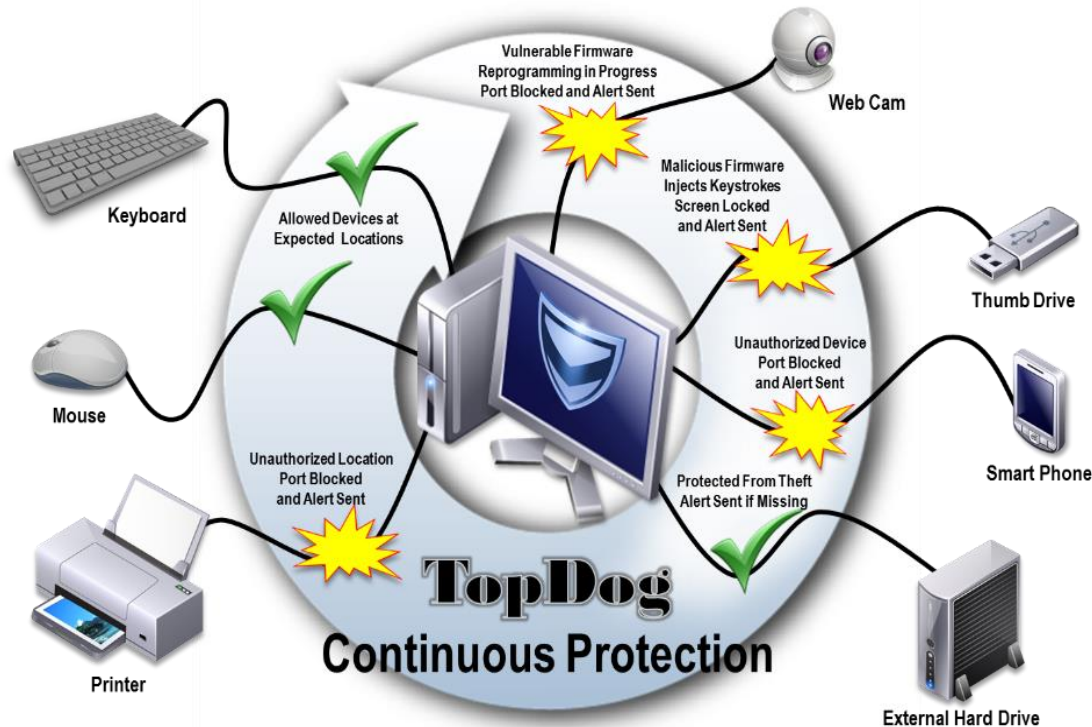 Vulnerable Firmware
Reprogramming in Progress
Port Blocked and Alert Sent
Web Cam
Malicious Firmware
Injects Keystrokes
Screen Locked
and Alert Sent
Keyboard
Allowed Devices at
Expected Locations
Thumb Drive
Unauthorized Device
Port Blocked
and Alert Sent
Mouse
Smart Phone
Unauthorized Location
Port Blocked
and Alert Sent
Protected From Theft
Alert Sent if Missing
TopDog
Continuous Protection
Printer
External Hard Drive